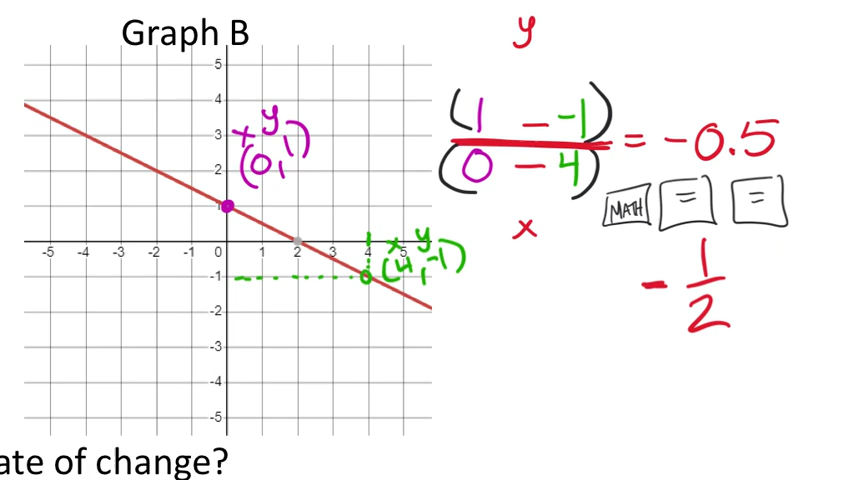 Graph B
y
5
4
3
2
1
-5 -4 -3 -2 -1 0 1 2 3 4 5
-1
-2
-3
-4
-5
x y
(0, 1)
x y
(4, -1)
(1 - -1)
(0 - 4)
= -0.5
x
MATH = =
- 1
2
ate of change?